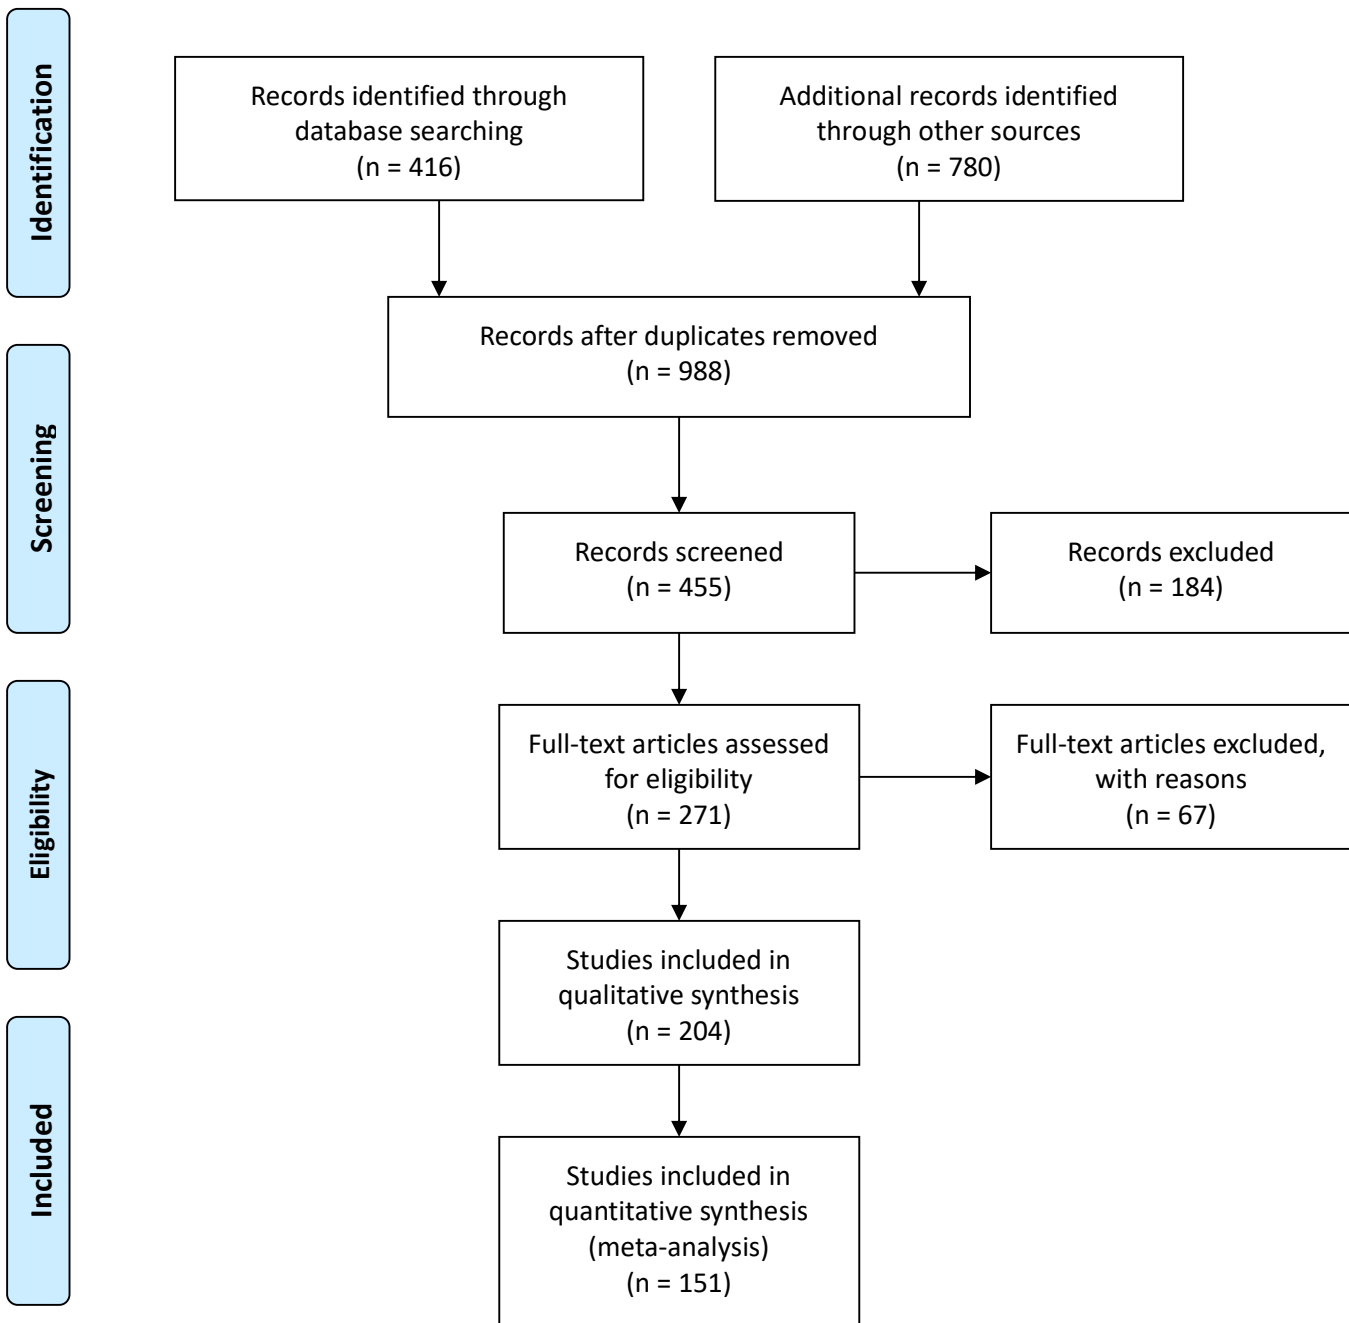 Identification
Records identified through
database searching
(n = 416)
Additional records identified
through other sources
(n = 780)
Records after duplicates removed
(n = 988)
Screening
Records screened
(n = 455)
Records excluded
(n = 184)
Eligibility
Full-text articles assessed
for eligibility
(n = 271)
Full-text articles excluded,
with reasons
(n = 67)
Studies included in
qualitative synthesis
(n = 204)
Included
Studies included in
quantitative synthesis
(meta-analysis)
(n = 151)